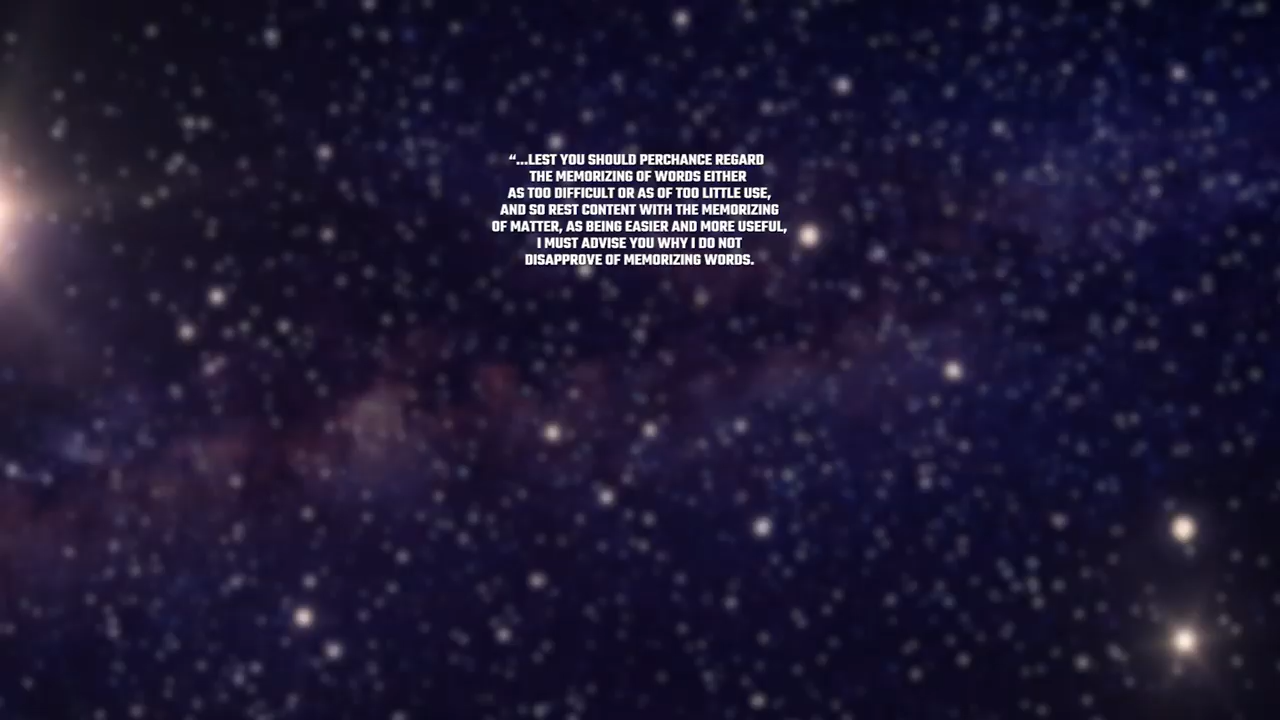 “...LEST YOU SHOULD PERCHANCE REGARD
THE MEMORIZING OF WORDS EITHER
AS TOO DIFFICULT OR AS OF TOO LITTLE USE,
AND SO REST CONTENT WITH THE MEMORIZING
OF MATTER, AS BEING EASIER AND MORE USEFUL,
I MUST ADVISE YOU WHY I DO NOT
DISAPPROVE OF MEMORIZING WORDS.